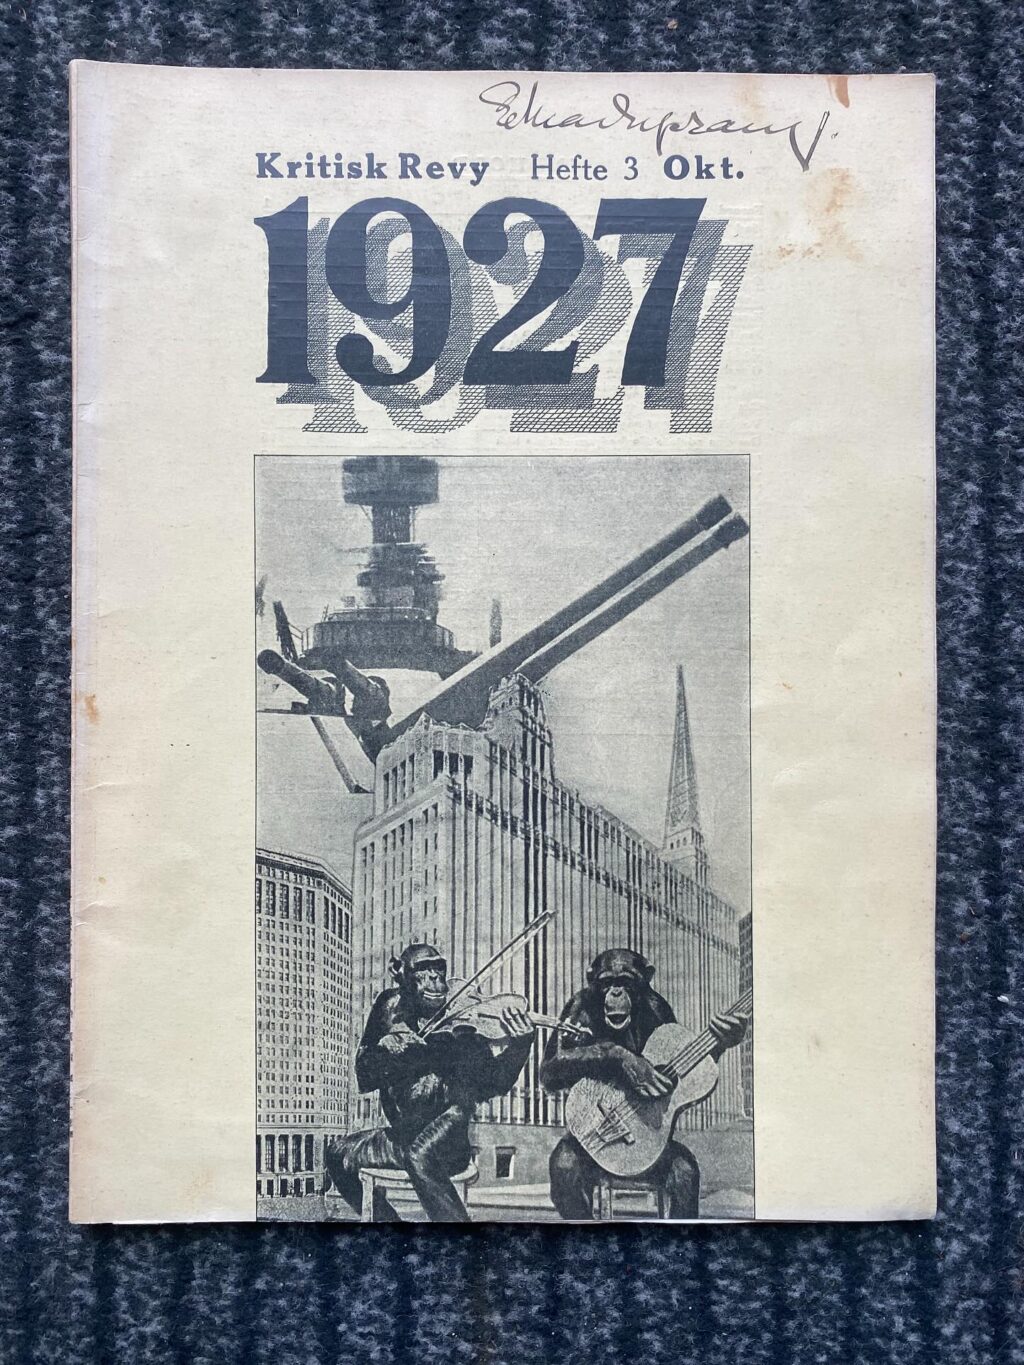 Kritisk Revy Hefte 3 Okt.
1927